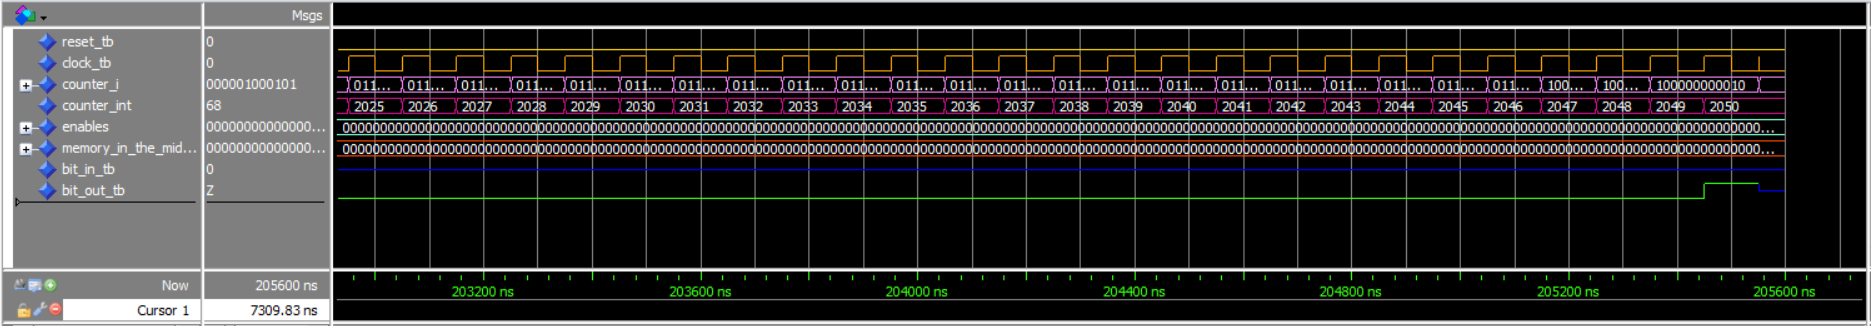 Msgs
reset_tb 0
clock_tb 0
counter_i 000001000101 011... 011... 011... 011... 011... 011... 011... 011... 011... 011... 011... 011... 011... 011... 011... 011... 011... 011... 011... 011... 011... 011... 100... 100... 100000000010
counter_int 68 2025 2026 2027 2028 2029 2030 2031 2032 2033 2034 2035 2036 2037 2038 2039 2040 2041 2042 2043 2044 2045 2046 2047 2048 2049 2050
enables 00000000000000...
memory_in_the_mid... 00000000000000...
bit_in_tb 0
bit_out_tb Z
Now 205600 ns 203200 ns 203600 ns 204000 ns 204400 ns 204800 ns 205200 ns 205600 ns
Cursor 1 7309.83 ns